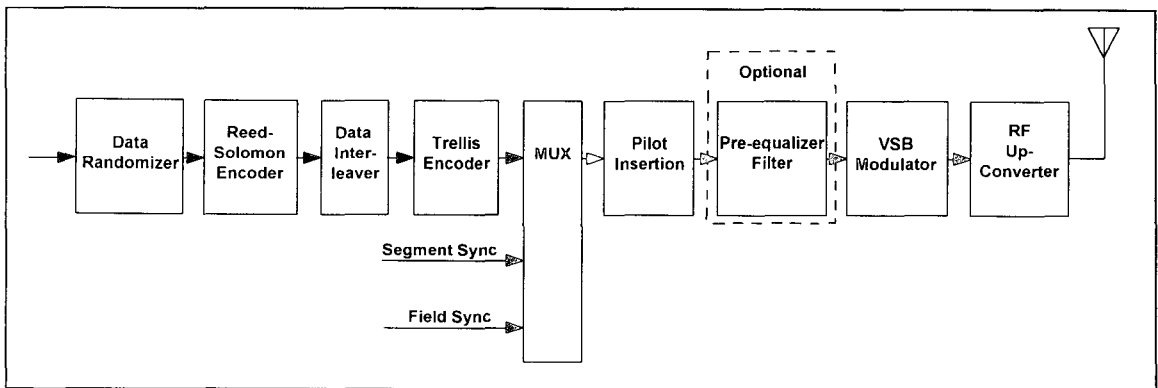 Optional
Data
Randomizer
Reed-
Solomon
Encoder
Data
Inter-
leaver
Trellis
Encoder
MUX
Pilot
Insertion
Pre-equalizer
Filter
VSB
Modulator
RF
Up-
Converter
Segment Sync
Field Sync